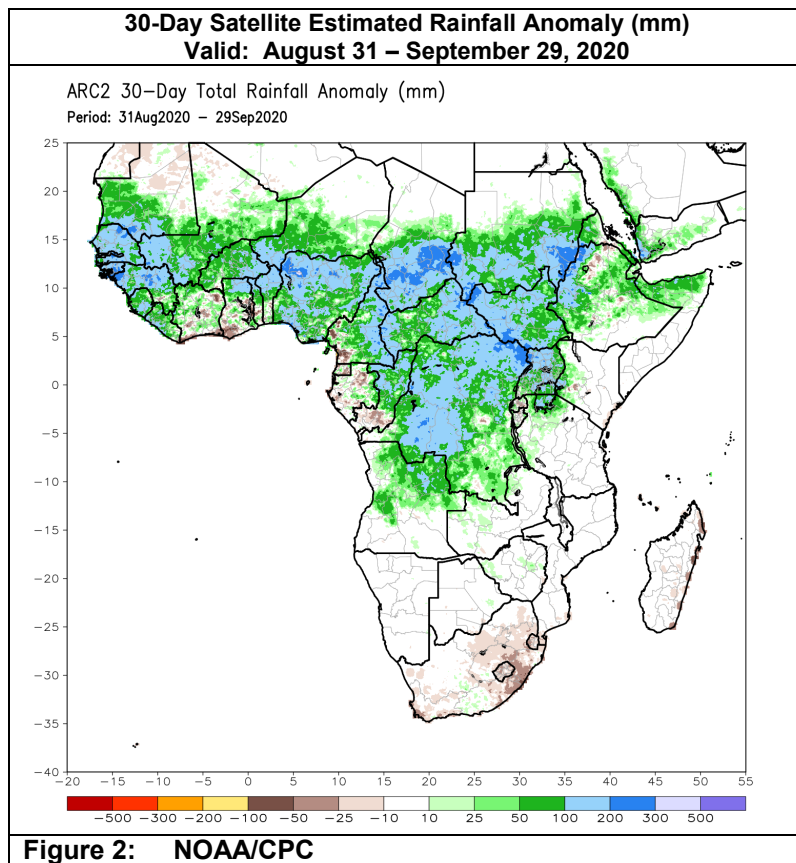 30-Day Satellite Estimated Rainfall Anomaly (mm)
Valid: August 31 – September 29, 2020
ARC2 30-Day Total Rainfall Anomaly (mm)
Period: 31Aug2020 – 29Sep2020
25
20
15
10
5
0
−5
−10
−15
−20
−25
−30
−35
−40
−20 −15 −10 −5 0 5 10 15 20 25 30 35 40 45 50 55
−500 −300 −200 −100 −50 −25 −10 10 25 50 100 200 300 500
Figure 2: NOAA/CPC